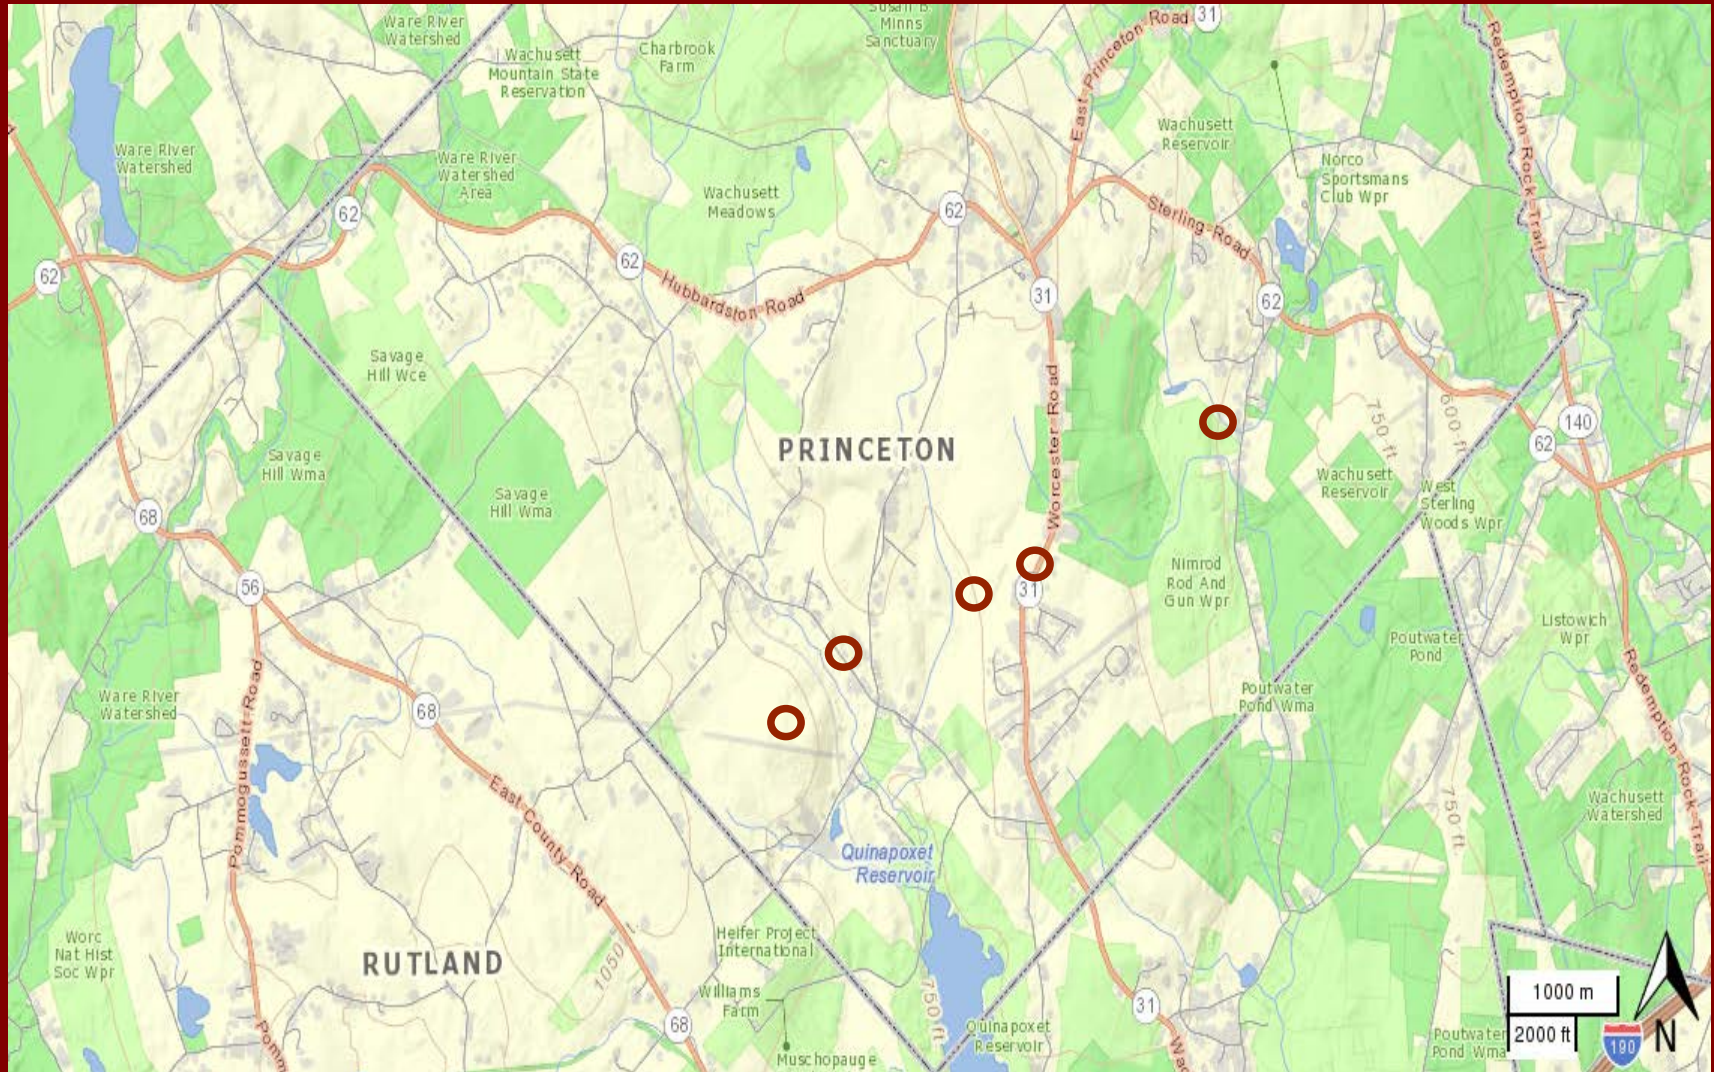 Ware River
Watershed
Wachusett
Mountain State
Reservation
Charbrook
Farm
Susan B
Minns
Sanctuary
East Princeton Road
31
Redemption Rock Trail
Ware River
Watershed
Ware River
Watershed
Area
Wachusett
Meadows
Wachusett
Reservoir
Norco
Sportsmans
Club Wpr
62
62
62
62
Hubbardston Road
Sterling Road
31
62
Savage
Hill Wce
Worcester Road
PRINCETON
750 ft
600 ft
140
62
Savage
Hill Wma
Savage
Hill Wma
Wachusett
Reservoir
West
Sterling
Woods Wpr
68
56
31
Nimrod
Rod And
Gun Wpr
Poutwater
Pond
Listowich
Wpr
Ware River
Watershed
68
Pommogussett Road
Poutwater
Pond Wma
Redemption Rock Trail
East County Road
750 ft
Wachusett
Watershed
Quinapoxet
Reservoir
Worc
Nat Hist
Soc Wpr
RUTLAND
1050
Heifer Project
International
Williams
Farm
750 ft
68
31
Quinapoxet
Reservoir
Muschopauge
Pomm
Wa
Poutwater
Pond Wma
1000 m
2000 ft
190
N